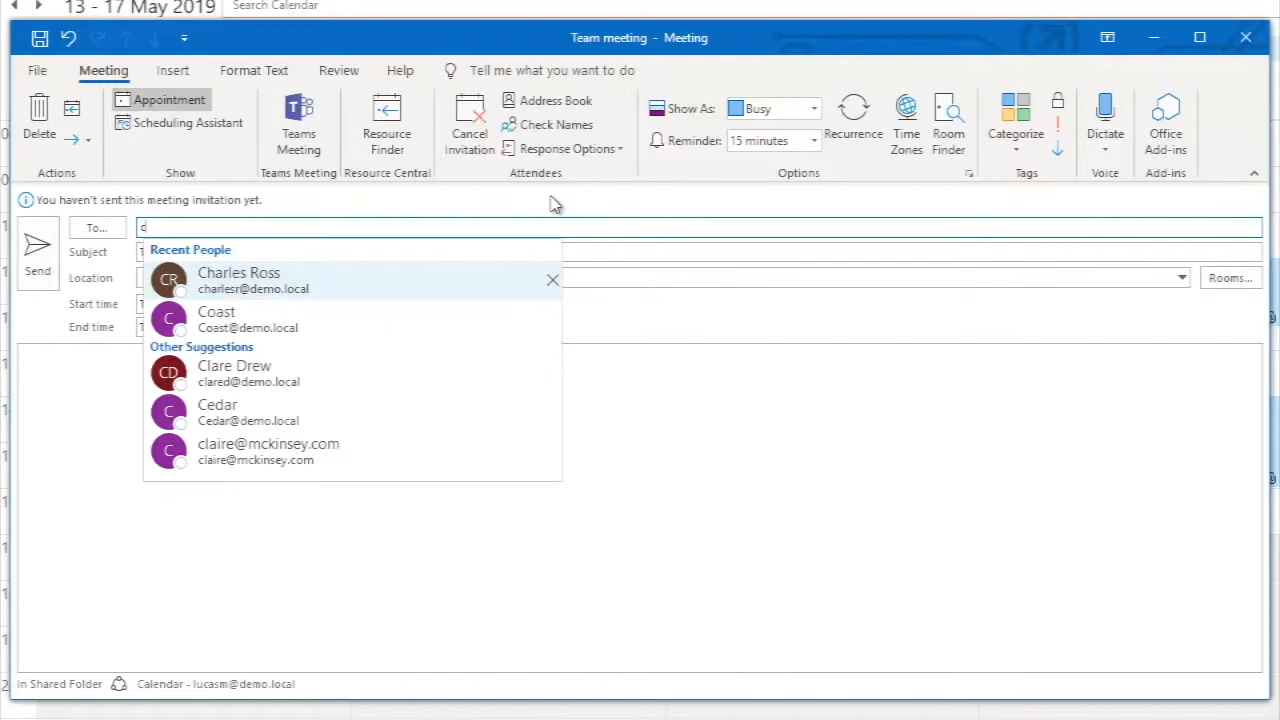 13 - 17 May 2019 Search Calendar
Team meeting - Meeting
File Meeting Insert Format Text Review Help Tell me what you want to do
Delete
Actions
Appointment
Scheduling Assistant
Show
Teams
Meeting
Teams Meeting
Resource
Finder
Resource Central
Cancel
Invitation
Address Book
Check Names
Response Options
Attendees
Show As: Busy
Reminder: 15 minutes
Recurrence
Time
Zones
Room
Finder
Options
Categorize
Tags
Dictate
Voice
Office
Add-ins
Add-ins
You haven't sent this meeting invitation yet.
Send
To... c
Subject
Location Rooms...
Start time
End time
Recent People
CR Charles Ross
charlesr@demo.local
C Coast
Coast@demo.local
Other Suggestions
CD Clare Drew
clared@demo.local
C Cedar
Cedar@demo.local
C claire@mckinsey.com
claire@mckinsey.com
In Shared Folder Calendar - lucasm@demo.local